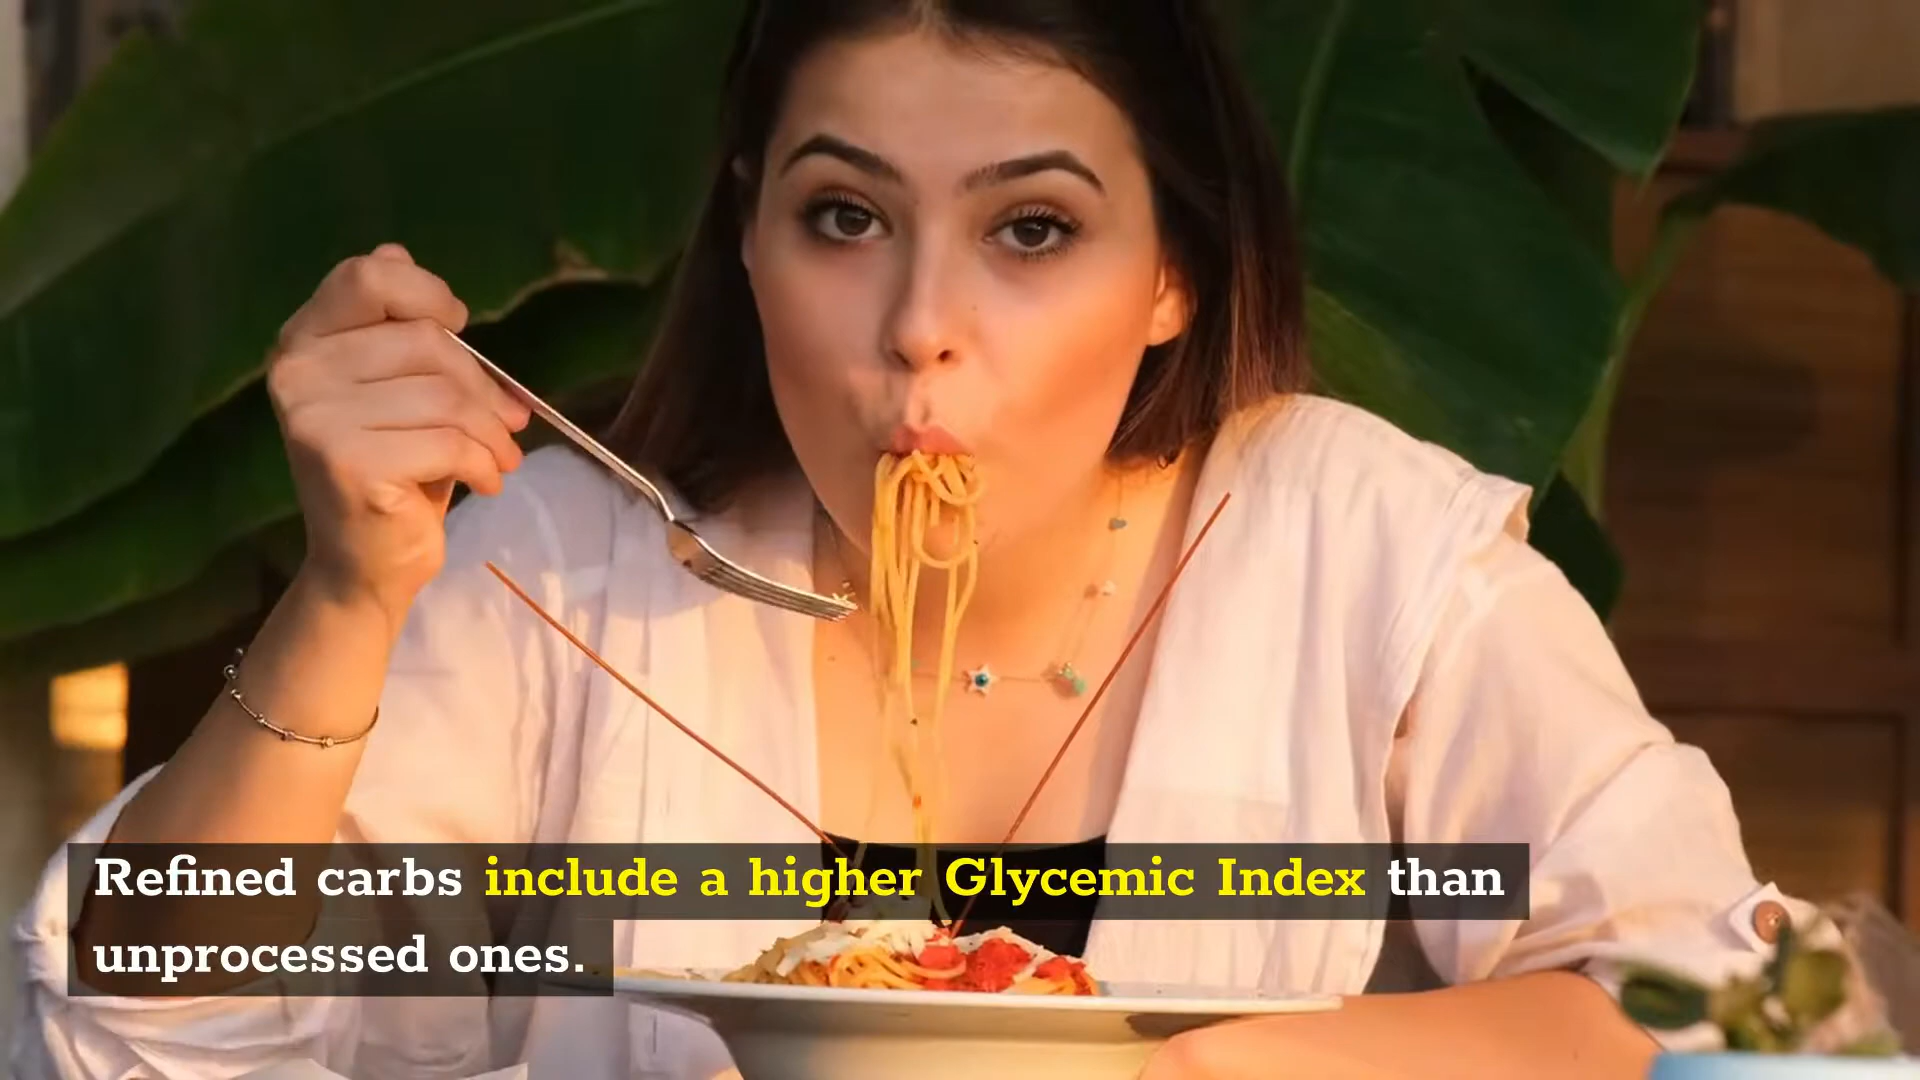 Refined carbs include a higher Glycemic Index than
unprocessed ones.